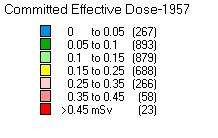 Committed Effective Dose-1957
0 to 0.05 (267)
0.05 to 0.1 (893)
0.1 to 0.15 (879)
0.15 to 0.25 (688)
0.25 to 0.35 (266)
0.35 to 0.45 (58)
>0.45 mSv (23)